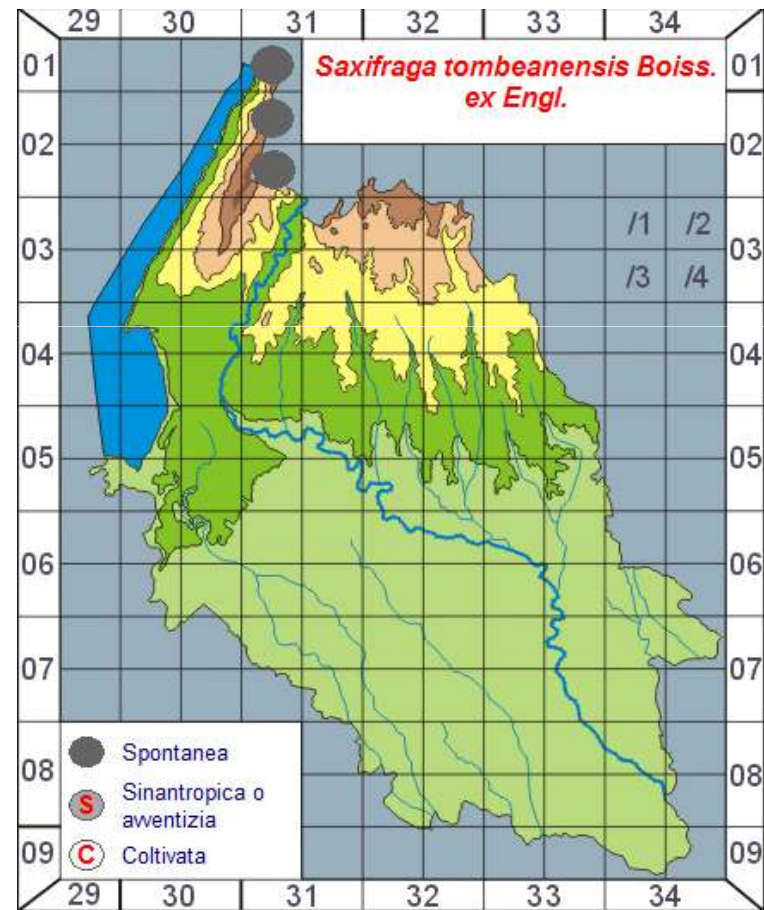 29 30 31 32 33 34
01 Saxifraga tombeanensis Boiss. 01
ex Engl.
02 02
/1 /2
03 03
/3 /4
04 04
05 05
06 06
07 07
Spontanea
08 08
S Sinantropica o
avventizia
09 C Coltivata 09
29 30 31 32 33 34